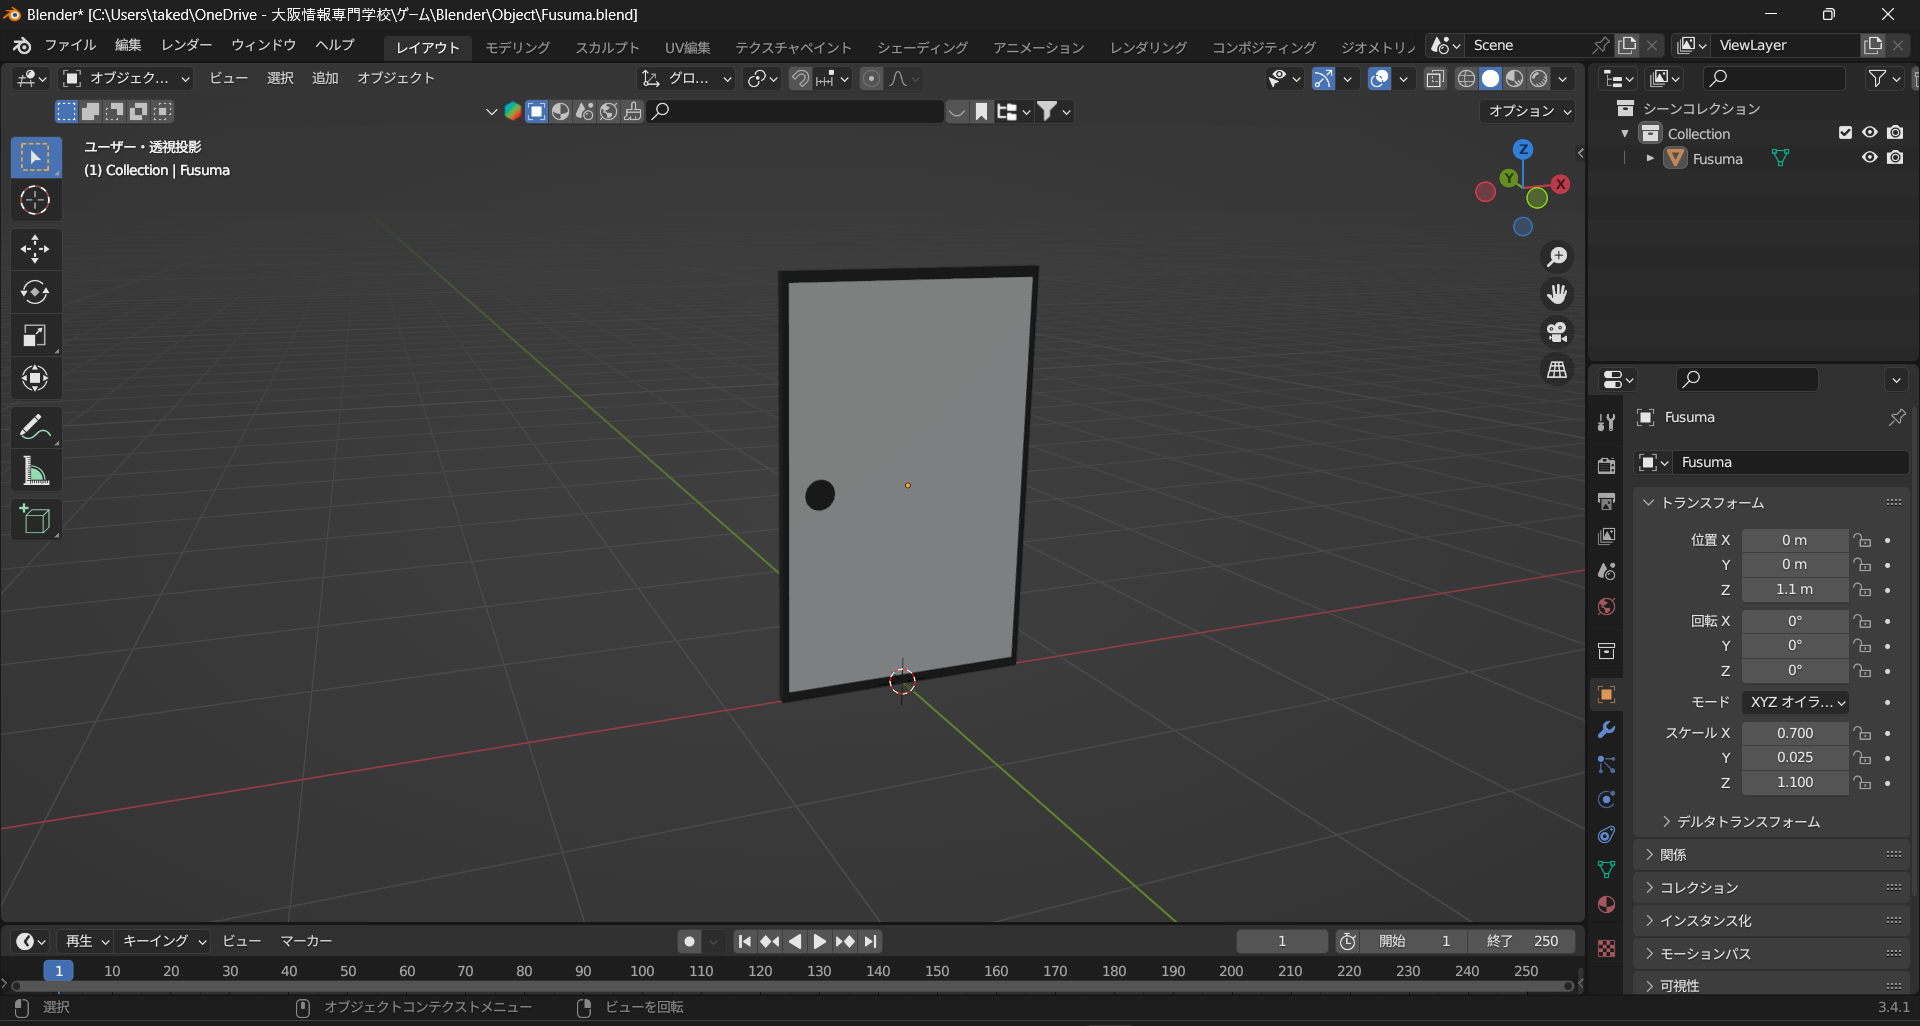 Blender* [C:\Users\taked\OneDrive - 大阪情報専門学校\ゲーム\Blender\Object\Fusuma.blend]
ファイル 編集 レンダー ウィンドウ ヘルプ レイアウト モデリング スカルプト UV編集 テクスチャペイント シェーディング アニメーション レンダリング コンポジティング ジオメトリノ Scene ViewLayer
オブジェク... ビュー 選択 追加 オブジェクト グロ...
オプション
ユーザー・透視投影
(1) Collection | Fusuma
Z
Y
X
シーンコレクション
Collection
Fusuma
Fusuma
Fusuma
トランスフォーム
位置 X 0 m
Y 0 m
Z 1.1 m
回転 X 0°
Y 0°
Z 0°
モード XYZ オイラ...
スケール X 0.700
Y 0.025
Z 1.100
デルタトランスフォーム
関係
コレクション
インスタンス化
モーションパス
可視性
再生 キーイング ビュー マーカー 1 開始 1 終了 250
1 10 20 30 40 50 60 70 80 90 100 110 120 130 140 150 160 170 180 190 200 210 220 230 240 250
選択 オブジェクトコンテクストメニュー ビューを回転 3.4.1